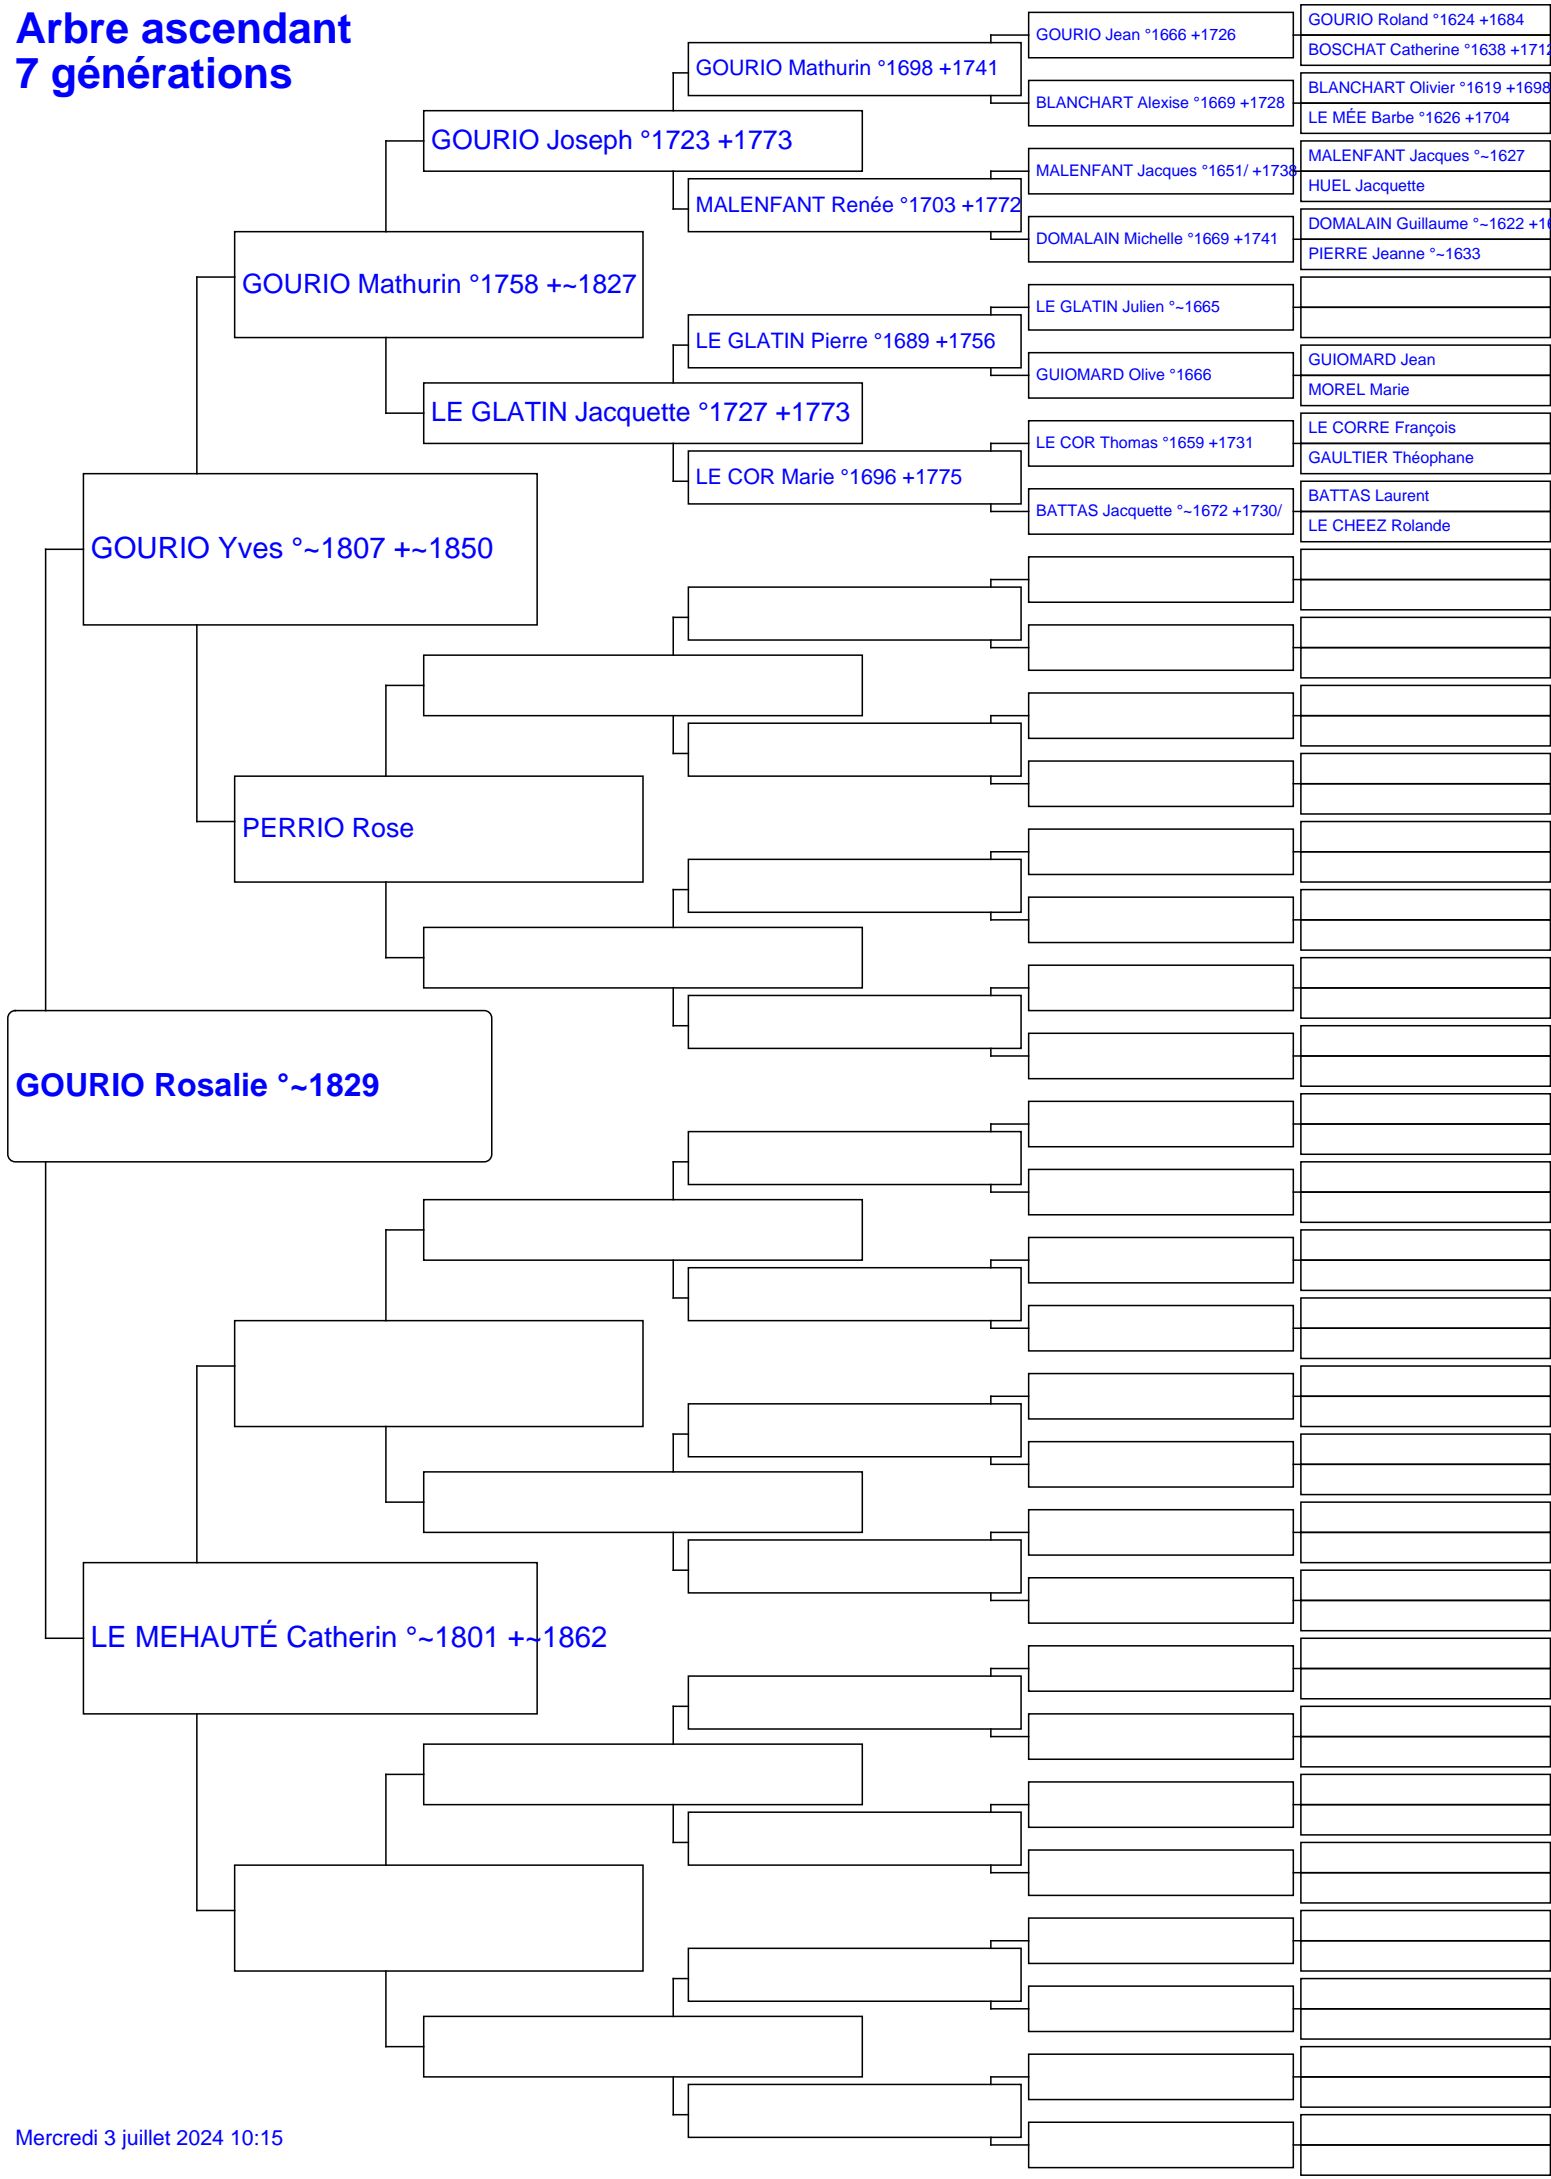 Arbre ascendant
7 générations
GOURIO Rosalie °~1829
GOURIO Yves °~1807 +~1850
LE MEHAUTÉ Catherin °~1801 +~1862
GOURIO Mathurin °1758 +~1827
PERRIO Rose
GOURIO Joseph °1723 +1773
LE GLATIN Jacquette °1727 +1773
GOURIO Mathurin °1698 +1741
MALENFANT Renée °1703 +1772
LE GLATIN Pierre °1689 +1756
LE COR Marie °1696 +1775
GOURIO Jean °1666 +1726
BLANCHART Alexise °1669 +1728
MALENFANT Jacques °1651/ +1738
DOMALAIN Michelle °1669 +1741
LE GLATIN Julien °~1665
GUIOMARD Olive °1666
LE COR Thomas °1659 +1731
BATTAS Jacquette °~1672 +1730/
GOURIO Roland °1624 +1684
BOSCHAT Catherine °1638 +1712
BLANCHART Olivier °1619 +1698
LE MÉE Barbe °1626 +1704
MALENFANT Jacques °~1627
HUEL Jacquette
DOMALAIN Guillaume °~1622
PIERRE Jeanne °~1633
GUIOMARD Jean
MOREL Marie
LE CORRE François
GAULTIER Théophane
BATTAS Laurent
LE CHEEZ Rolande
Mercredi 3 juillet 2024 10:15